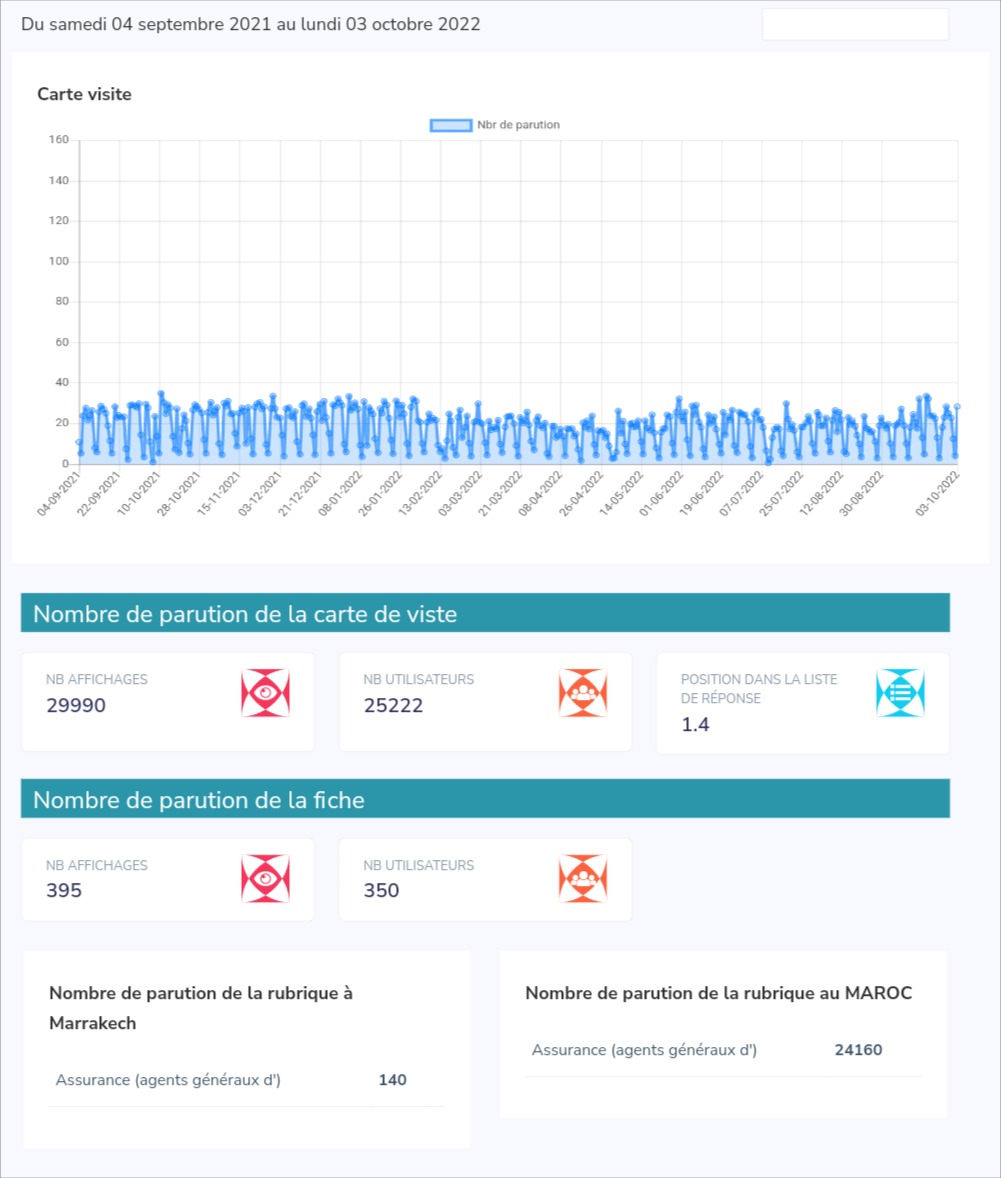 Du samedi 04 septembre 2021 au lundi 03 octobre 2022
Carte visite
Nbr de parution
160
140
120
100
80
60
40
20
0
04-09-2021
22-09-2021
10-10-2021
28-10-2021
15-11-2021
03-12-2021
21-12-2021
08-01-2022
26-01-2022
13-02-2022
03-03-2022
21-03-2022
08-04-2022
26-04-2022
14-05-2022
01-06-2022
19-06-2022
07-07-2022
25-07-2022
12-08-2022
30-08-2022
03-10-2022
Nombre de parution de la carte de viste
NB AFFICHAGES
29990
NB UTILISATEURS
25222
POSITION DANS LA LISTE
DE RÉPONSE
1.4
Nombre de parution de la fiche
NB AFFICHAGES
395
NB UTILISATEURS
350
Nombre de parution de la rubrique à
Marrakech
Assurance (agents généraux d') 140
Nombre de parution de la rubrique au MAROC
Assurance (agents généraux d') 24160